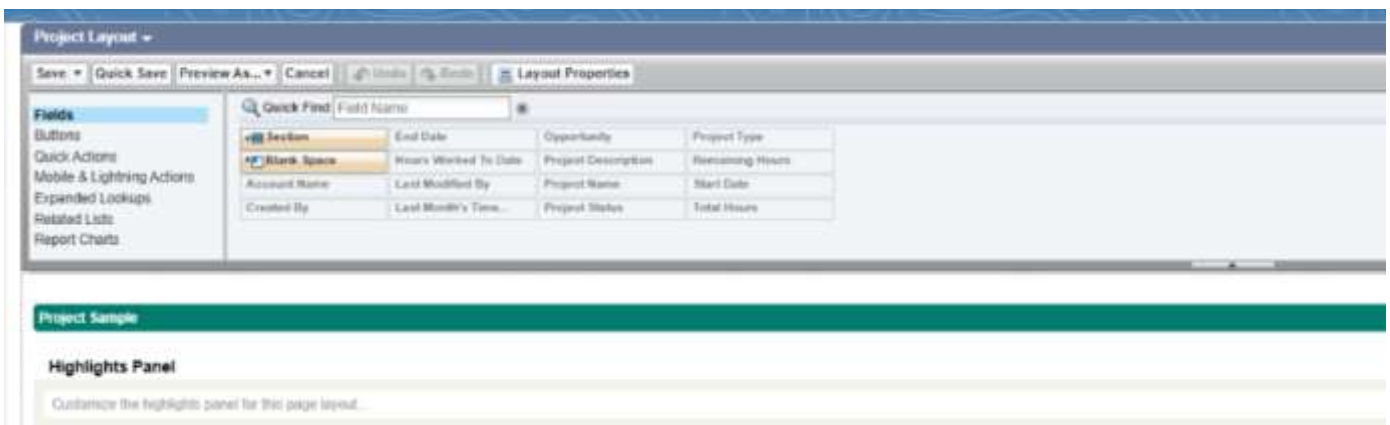 Project Layout
Save Quick Save Preview As... Cancel Undo Redo Layout Properties
Fields
Buttons
Quick Actions
Mobile & Lightning Actions
Expanded Lookups
Related Lists
Report Charts
Quick Find Field Name
Section End Date Opportunity Project Type
Blank Space Hours Worked To Date Project Description Remaining Hours
Account Name Last Modified By Project Name Start Date
Created By Last Month's Time... Project Status Total Hours
Project Sample
Highlights Panel
Customize the highlights panel for this page layout...